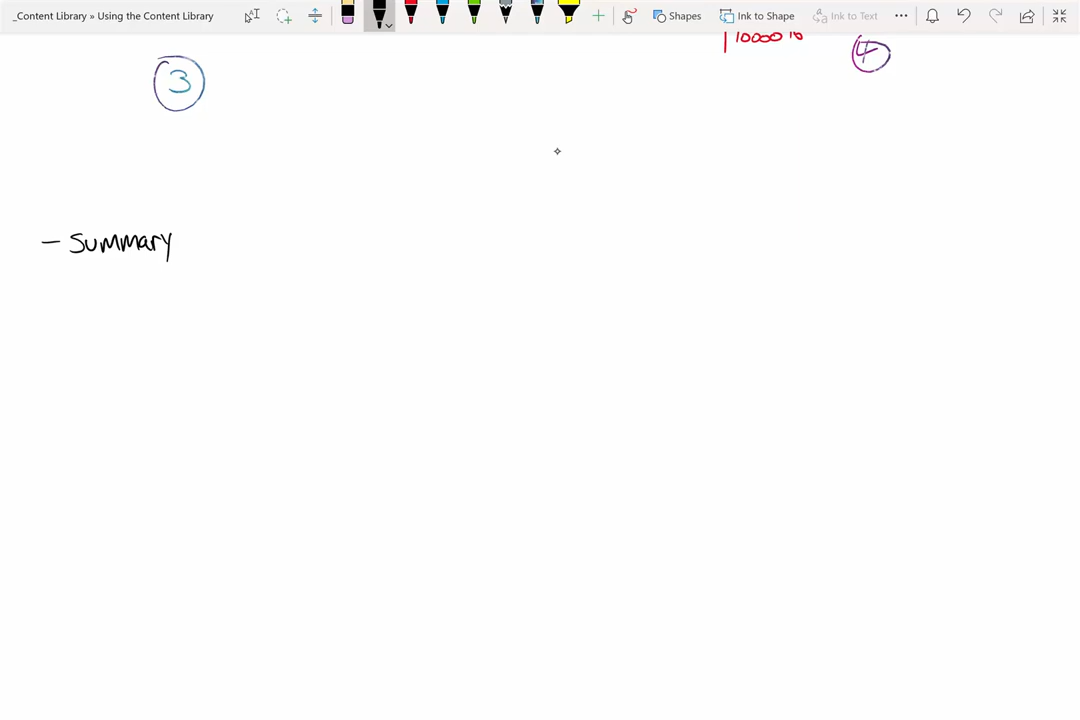 _Content Library » Using the Content Library
Shapes
Ink to Shape
Ink to Text
3
4
- Summary